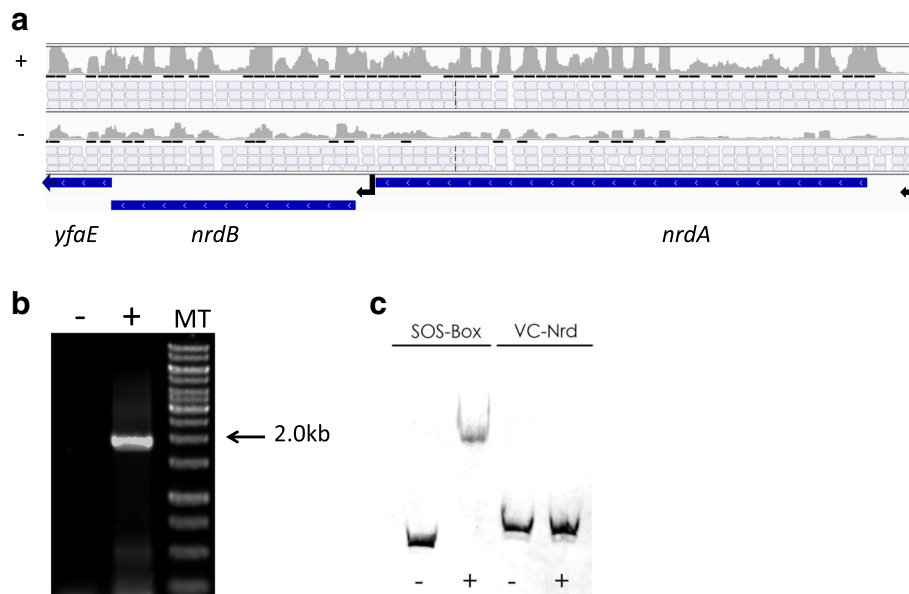 a
+
-
yfaE nrdB nrdA
b
- + MT
2.0kb
c
SOS-Box VC-Nrd
- + - +